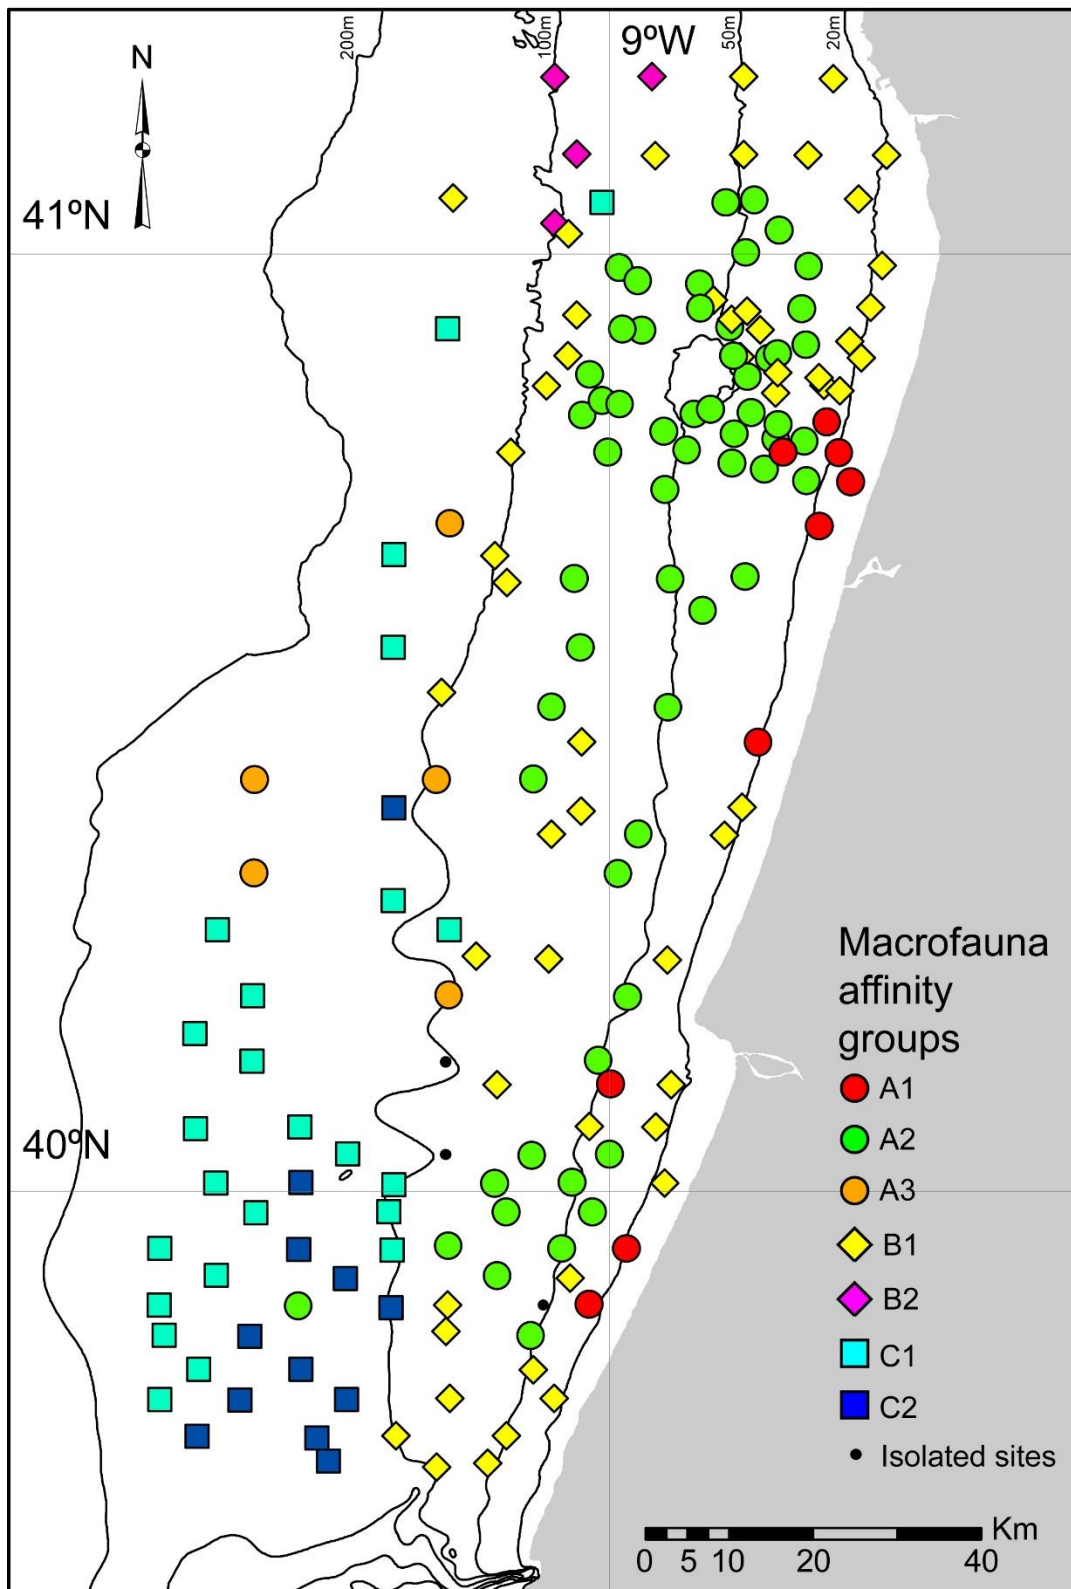 200m
100m
9ºW
50m
20m
N
41ºN
40ºN
Macrofauna
affinity
groups
A1
A2
A3
B1
B2
C1
C2
Isolated sites
Km
0 5 10 20 40